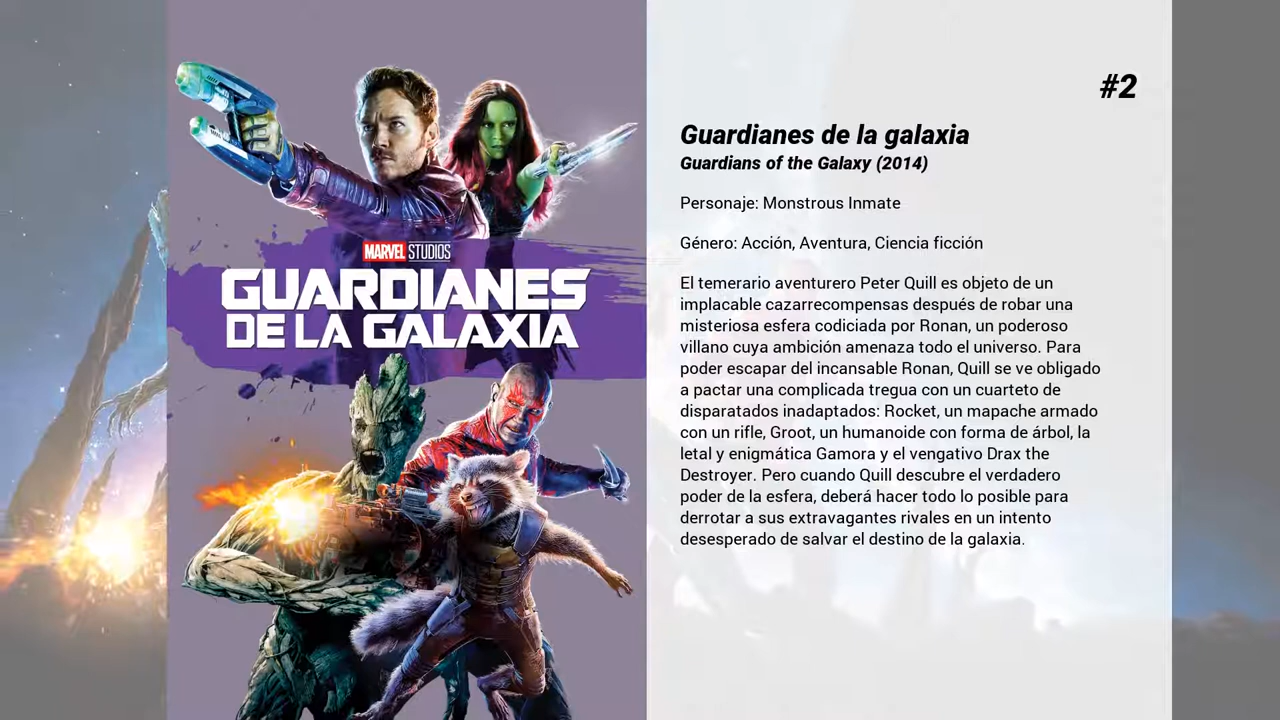 MARVEL STUDIOS
GUARDIANES
DE LA GALAXIA
#2
Guardianes de la galaxia
Guardians of the Galaxy (2014)
Personaje: Monstrous Inmate
Género: Acción, Aventura, Ciencia ficción
El temerario aventurero Peter Quill es objeto de un
implacable cazarrecompensas después de robar una
misteriosa esfera codiciada por Ronan, un poderoso
villano cuya ambición amenaza todo el universo. Para
poder escapar del incansable Ronan, Quill se ve obligado
a pactar una complicada tregua con un cuarteto de
disparatados inadaptados: Rocket, un mapache armado
con un rifle, Groot, un humanoide con forma de árbol, la
letal y enigmática Gamora y el vengativo Drax the
Destroyer. Pero cuando Quill descubre el verdadero
poder de la esfera, deberá hacer todo lo posible para
derrotar a sus extravagantes rivales en un intento
desesperado de salvar el destino de la galaxia.